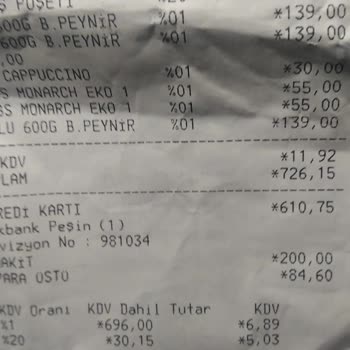 Ş POŞETİ %20
600G B.PEYNİR %01 *139,00
600G B.PEYNİR %01 *139,00
,00
CAPPUCCINO %01 *30,00
SS MONARCH EKO 1 %01 *55,00
SS MONARCH EKO 1 %01 *55,00
LU 600G B.PEYNİR %01 *139,00
KDV *11,92
LAM *726,15
REDİ KARTI *610,75
kbank Peşin (1)
vizyon No : 981034
AKİT *200,00
PARA ÜSTÜ *84,60
KDV Oranı KDV Dahil Tutar KDV
%1 *696,00 *6,89
%20 *30,15 *5,03